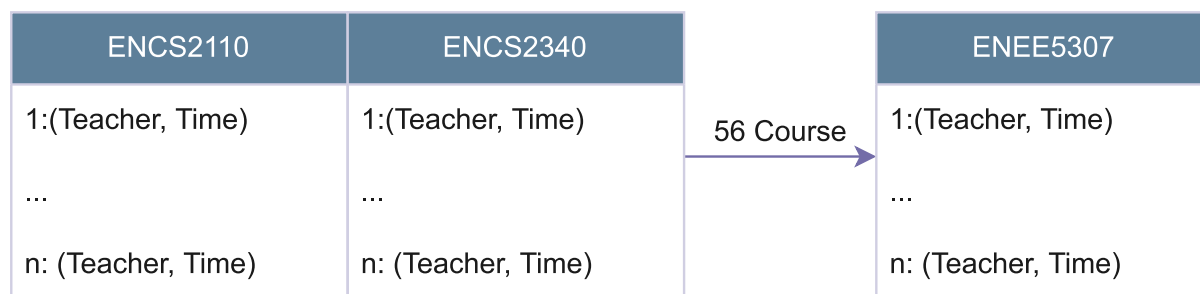 ENCS2110
ENCS2340
ENEE5307
1:(Teacher, Time)
1:(Teacher, Time)
56 Course
1:(Teacher, Time)
...
...
...
n: (Teacher, Time)
n: (Teacher, Time)
n: (Teacher, Time)